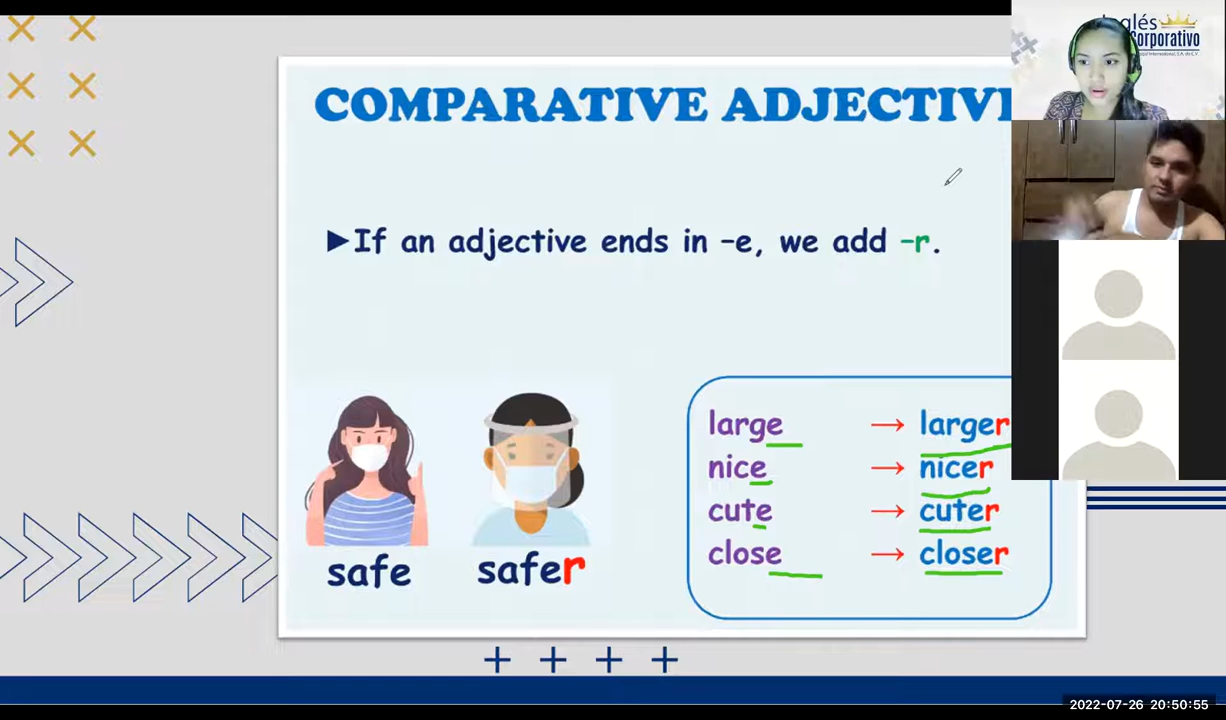 COMPARATIVE ADJECTIV
Inglés
Corporativo
►If an adjective ends in -e, we add -r.
large → larger
nice → nicer
cute → cuter
close → closer
safe safer
2022-07-26 20:50:55